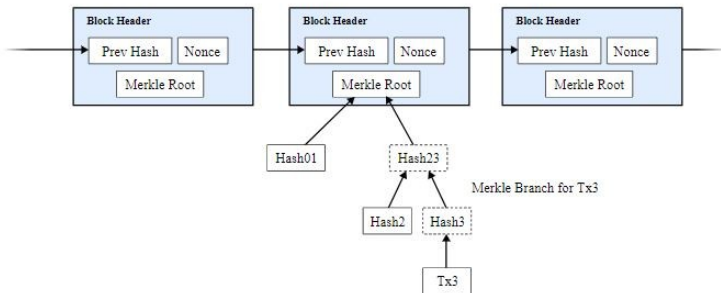 Block Header
Block Header
Block Header
Prev Hash
Nonce
Prev Hash
Nonce
Prev Hash
Nonce
Merkle Root
Merkle Root
Merkle Root
Hash01
Hash23
Merkle Branch for Tx3
Hash2
Hash3
Tx3